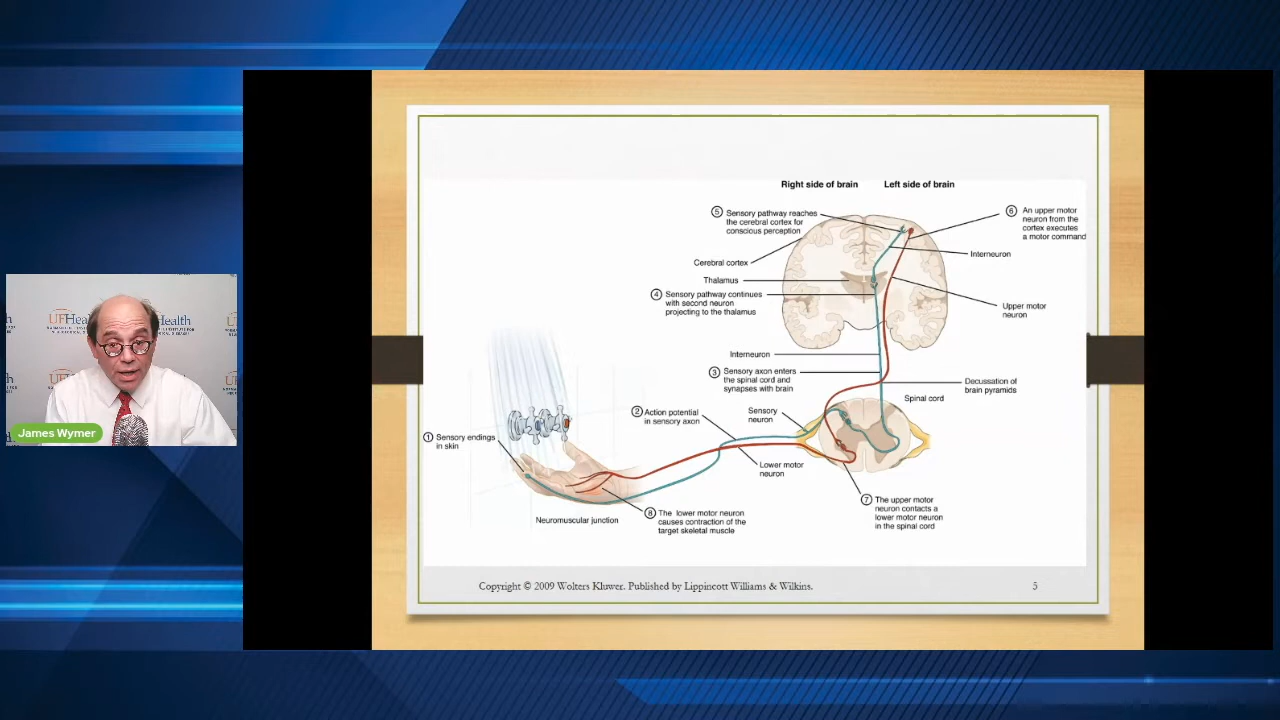 UFHealth
Health
James Wymer
Right side of brain
Left side of brain
5 Sensory pathway reaches
the cerebral cortex for
conscious perception
6 An upper motor
neuron from the
cortex executes
a motor command
Cerebral cortex
Interneuron
Thalamus
4 Sensory pathway continues
with second neuron
projecting to the thalamus
Upper motor
neuron
Interneuron
3 Sensory axon enters
the spinal cord and
synapses with brain
Decussation of
brain pyramids
Spinal cord
2 Action potential
in sensory axon
Sensory
neuron
1 Sensory endings
in skin
Lower motor
neuron
7 The upper motor
neuron contacts a
lower motor neuron
in the spinal cord
8 The lower motor neuron
causes contraction of the
target skeletal muscle
Neuromuscular junction
Copyright © 2009 Wolters Kluwer. Published by Lippincott Williams & Wilkins.
5